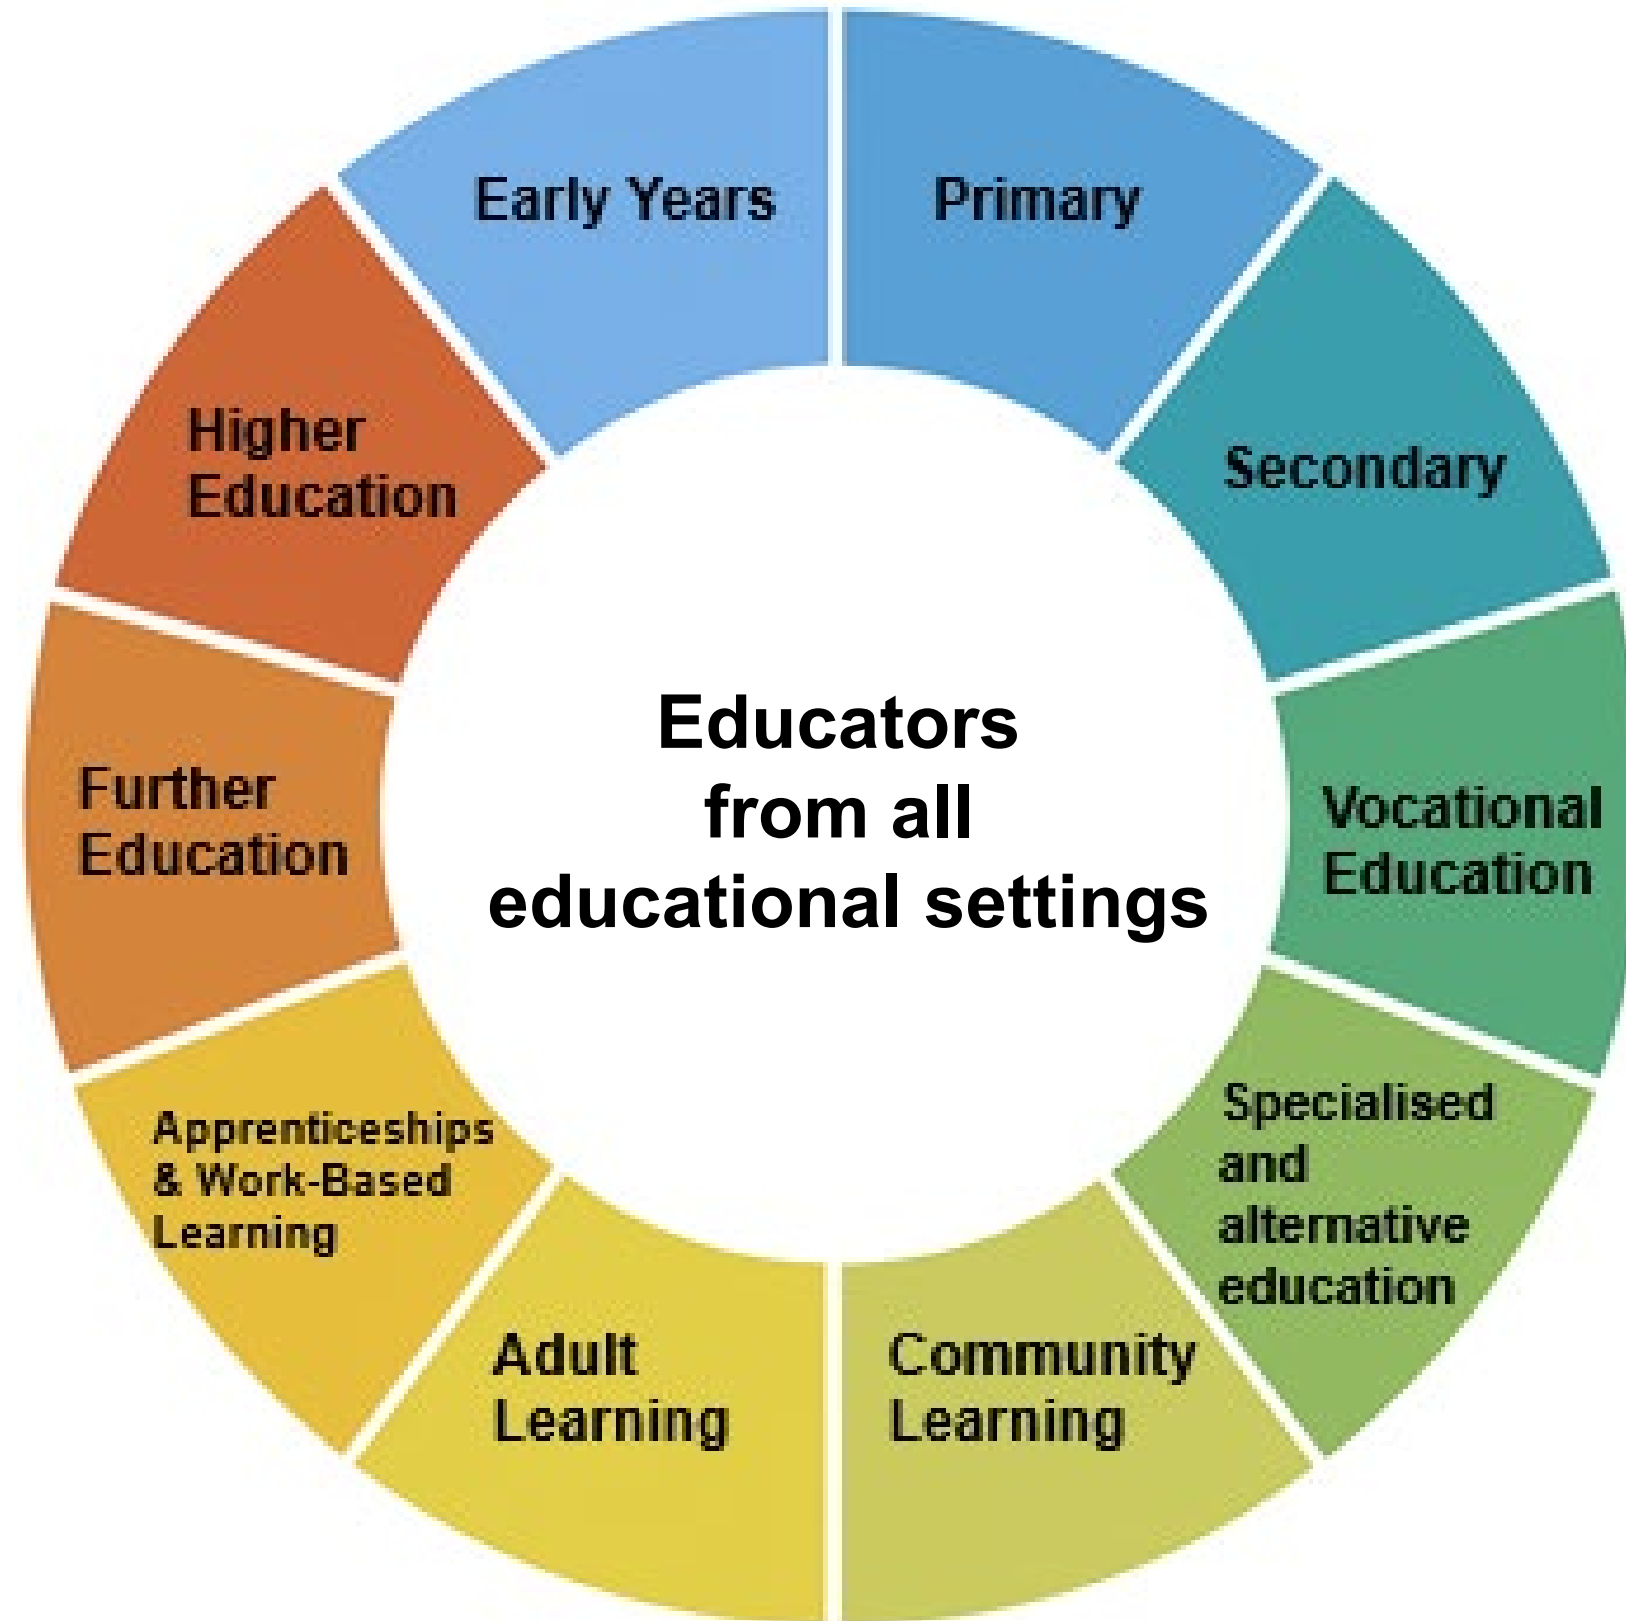 Early Years
Primary
Secondary
Vocational
Education
Specialised
and
alternative
education
Community
Learning
Adult
Learning
Apprenticeships
& Work-Based
Learning
Further
Education
Higher
Education
Educators
from all
educational settings